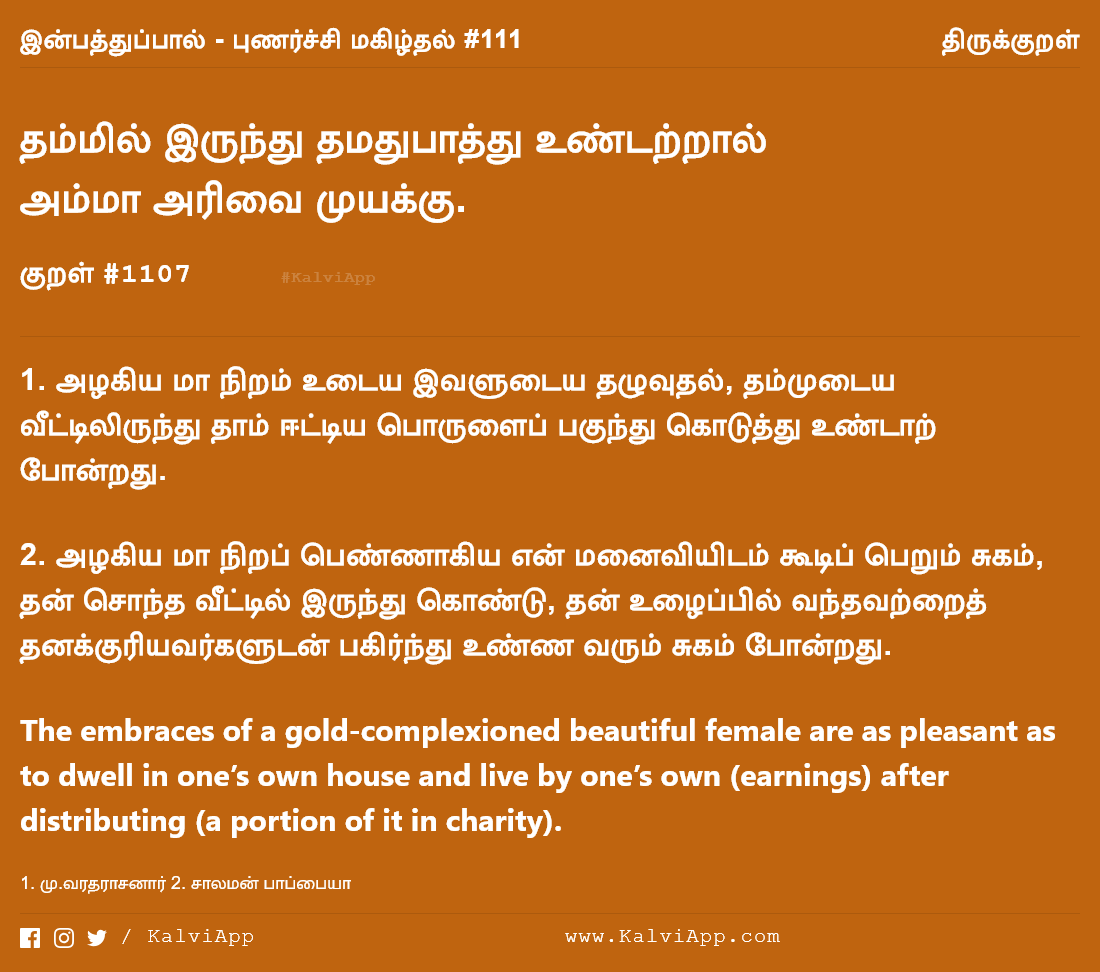 இன்பத்துப்பால் - புணர்ச்சி மகிழ்தல் #111
திருக்குறள்
தம்மில் இருந்து தமதுபாத்து உண்டற்றால்
அம்மா அரிவை முயக்கு.
குறள் #1107
#KalviApp
1. அழகிய மா நிறம் உடைய இவளுடைய தழுவுதல், தம்முடைய
வீட்டிலிருந்து தாம் ஈட்டிய பொருளைப் பகுந்து கொடுத்து உண்டாற்
போன்றது.
2. அழகிய மா நிறப் பெண்ணாகிய என் மனைவியிடம் கூடிப் பெறும் சுகம்,
தன் சொந்த வீட்டில் இருந்து கொண்டு, தன் உழைப்பில் வந்தவற்றைத்
தனக்குரியவர்களுடன் பகிர்ந்து உண்ண வரும் சுகம் போன்றது.
The embraces of a gold-complexioned beautiful female are as pleasant as
to dwell in one’s own house and live by one’s own (earnings) after
distributing (a portion of it in charity).
1. மு.வரதராசனார் 2. சாலமன் பாப்பையா
/ KalviApp
www.KalviApp.com